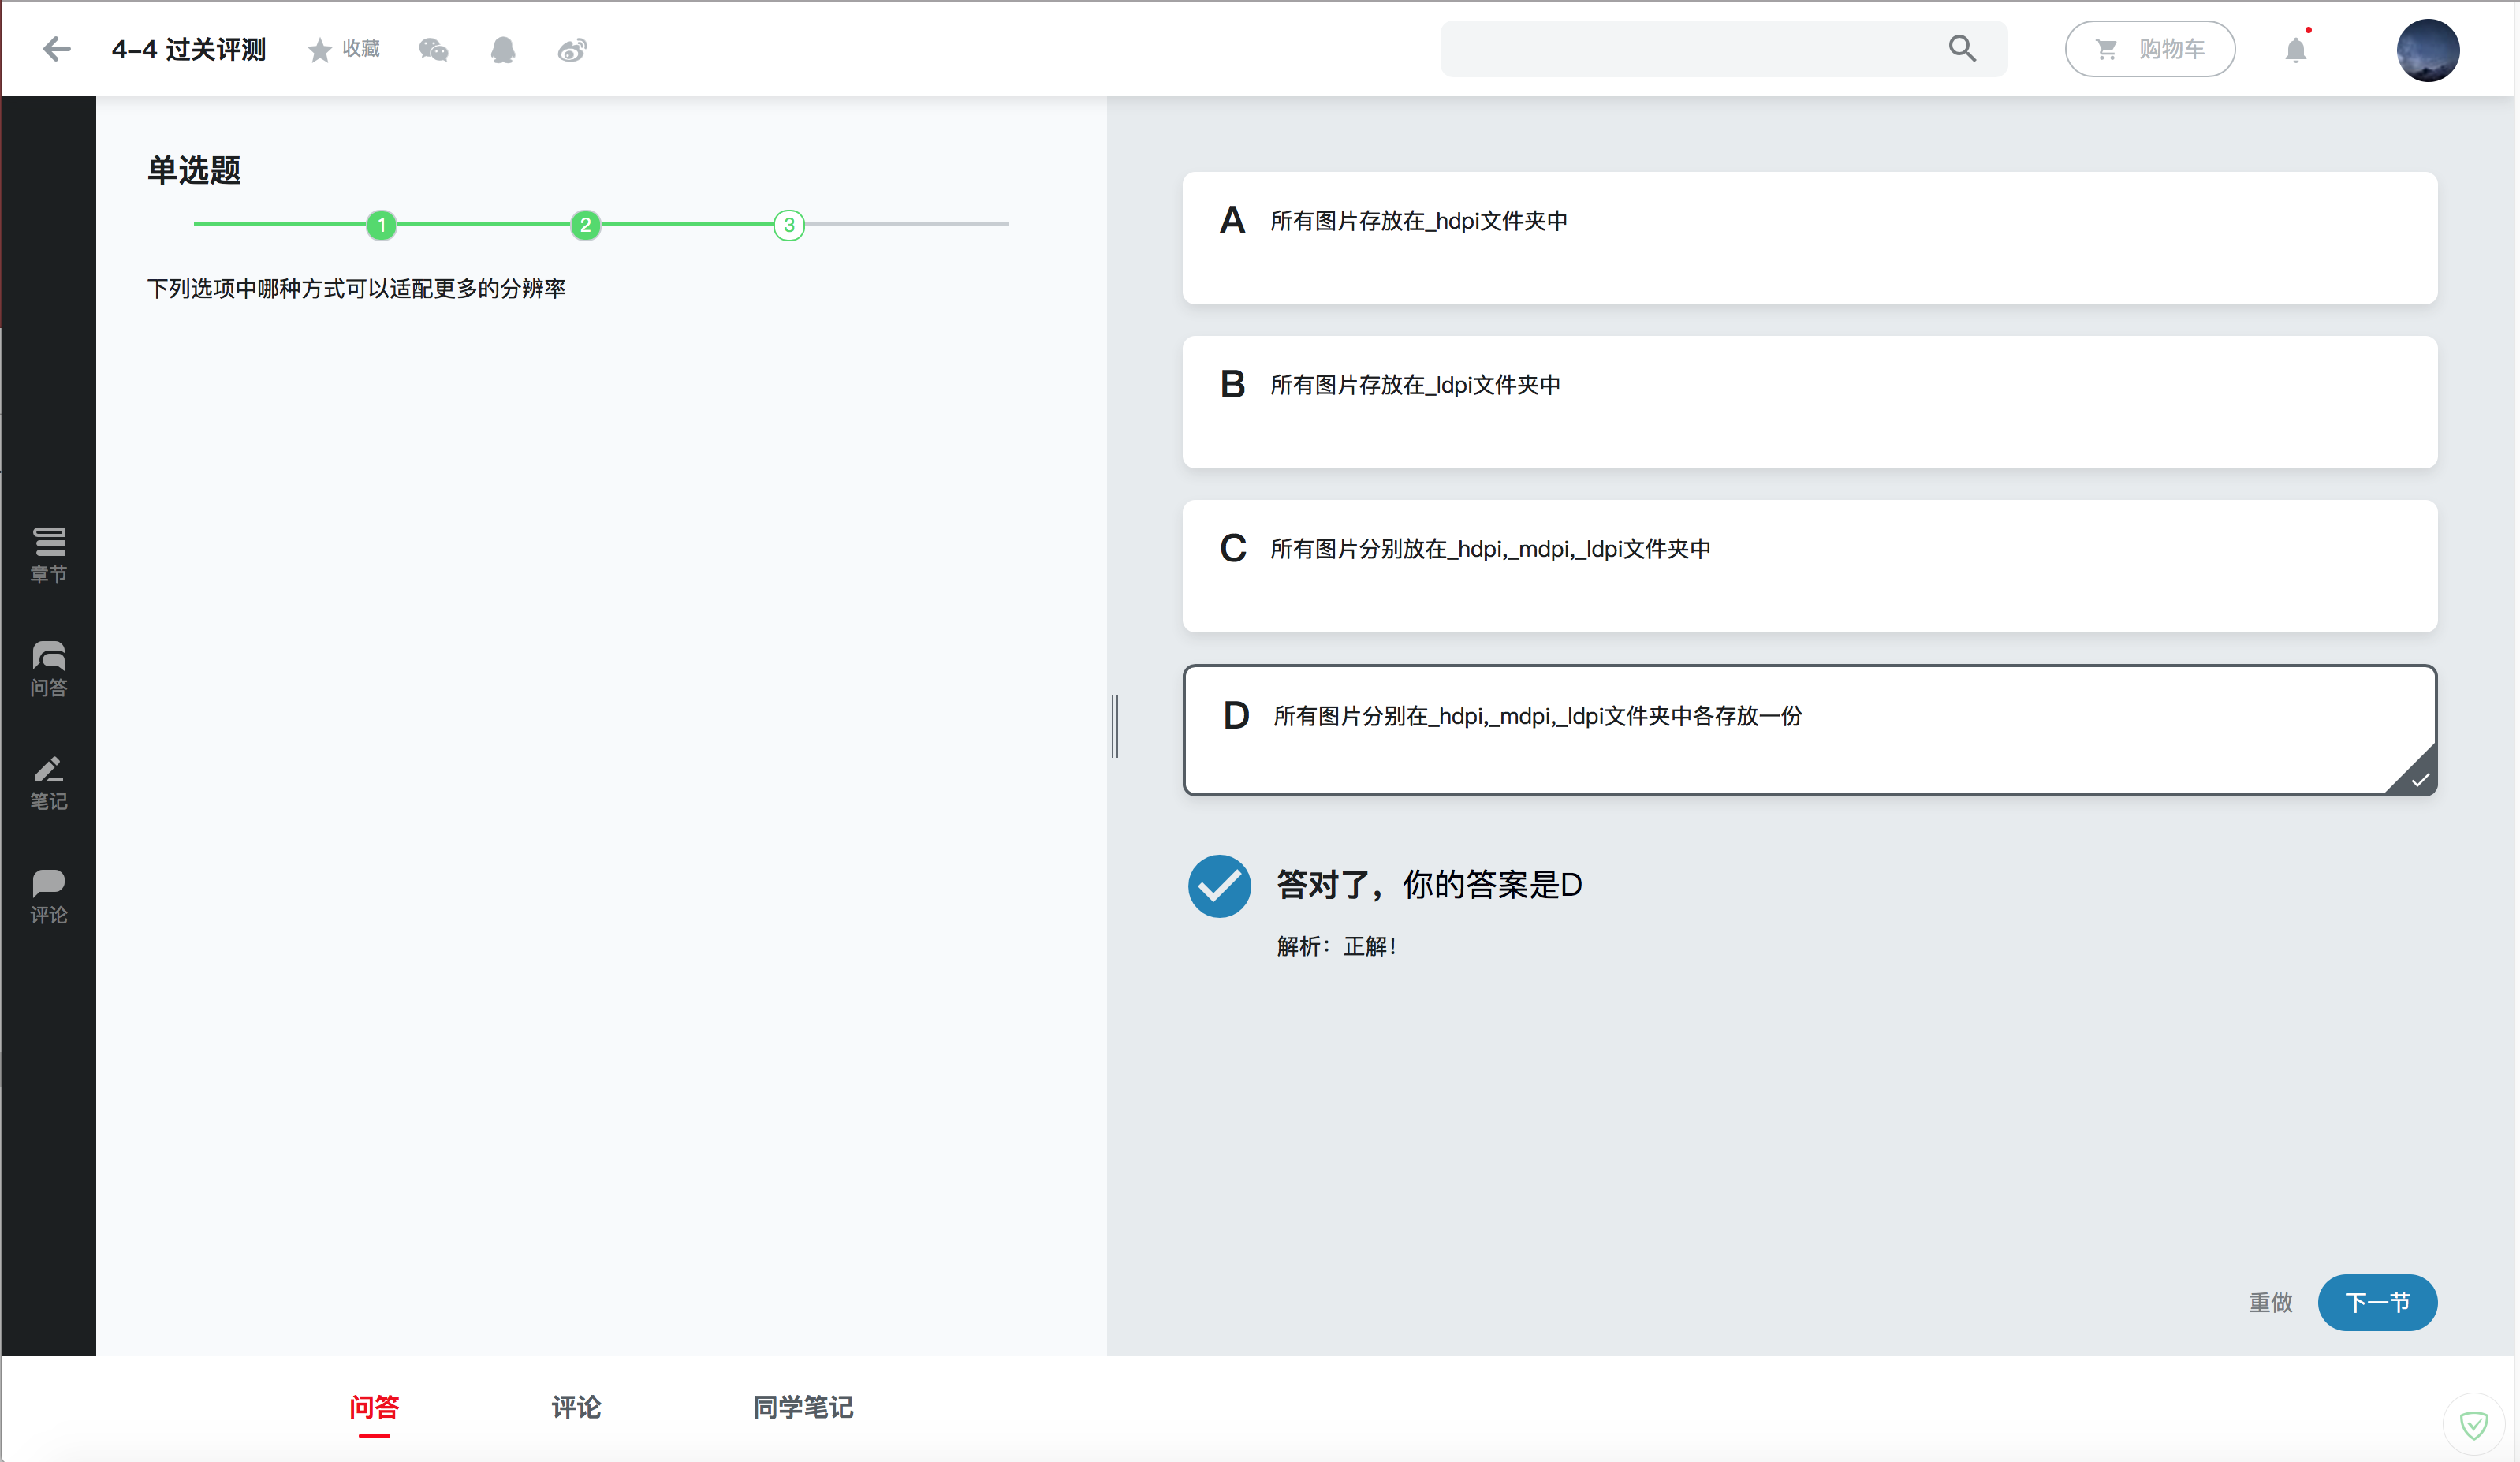 4-4 过关评测
收藏
购物车
章节
问答
笔记
评论
单选题
1
2
3
下列选项中哪种方式可以适配更多的分辨率
A 所有图片存放在_hdpi文件夹中
B 所有图片存放在_ldpi文件夹中
C 所有图片分别放在_hdpi,_mdpi,_ldpi文件夹中
D 所有图片分别在_hdpi,_mdpi,_ldpi文件夹中各存放一份
答对了，你的答案是D
解析：正解！
重做
下一节
问答
评论
同学笔记